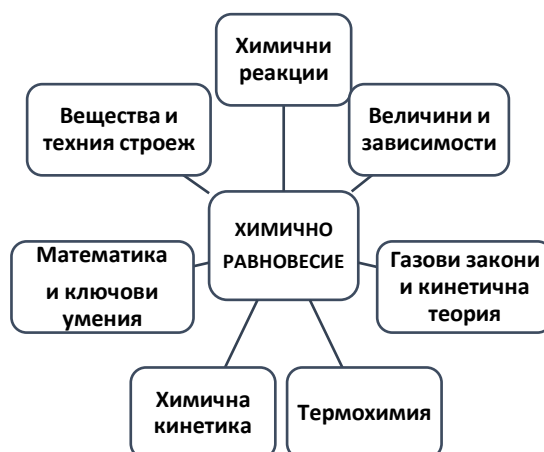 Химични
реакции
Вещества и
техния строеж
Величини и
зависимости
ХИМИЧНО
РАВНОВЕСИЕ
Математика
и ключови
умения
Газови закони
и кинетична
теория
Химична
кинетика
Термохимия